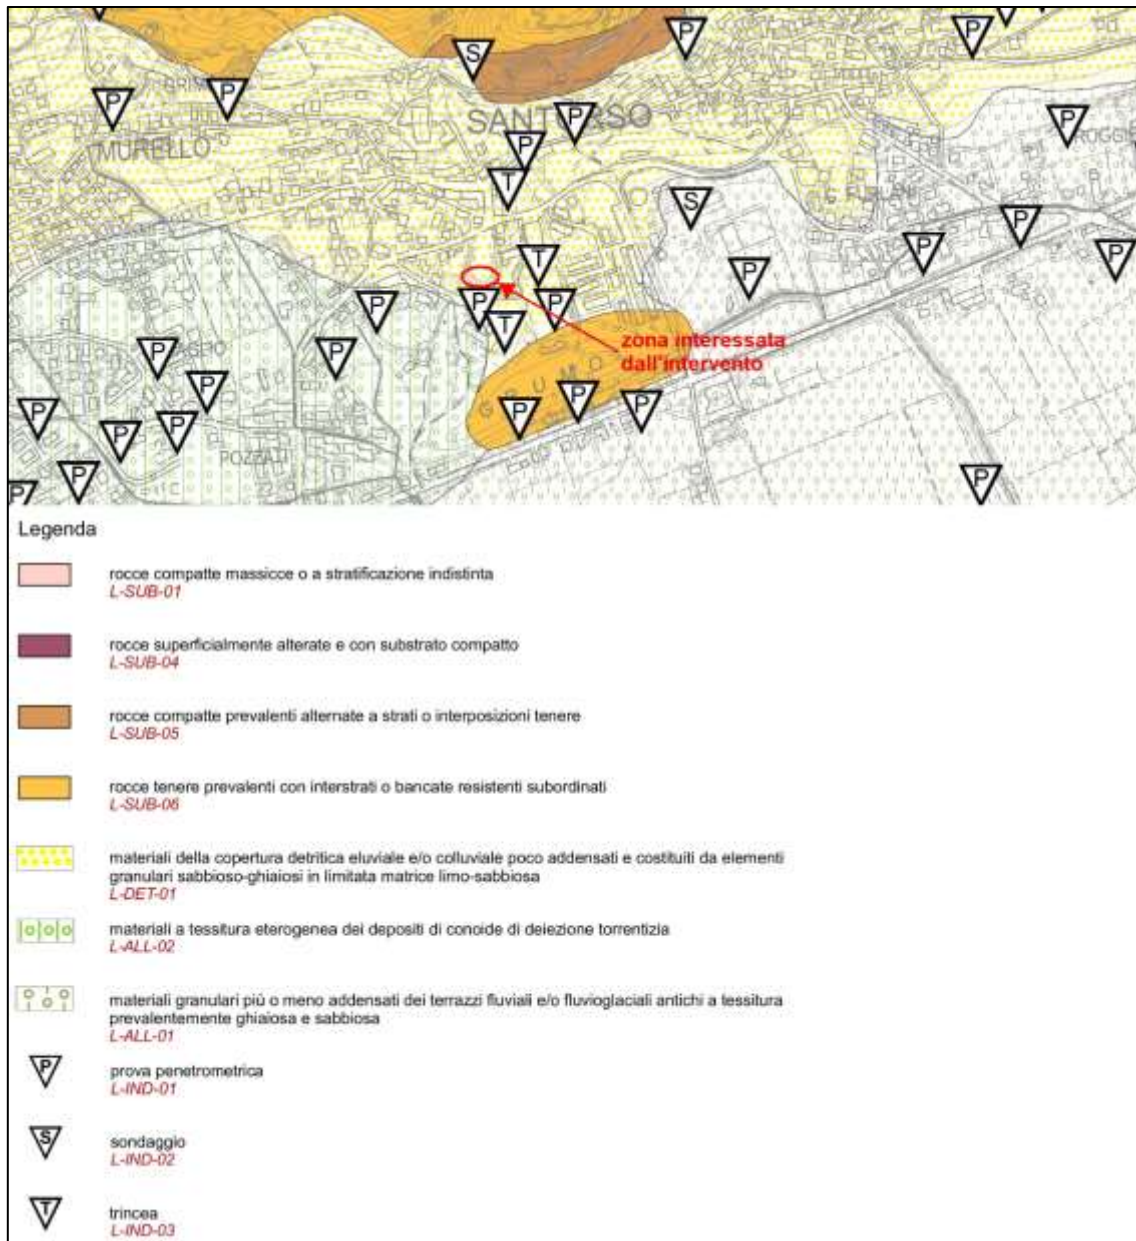 P
S
P
P
P
P
SANT'ORSO
P
P
MURELLO
P
T
S
P
P
T
P
P
P
P
P
T
zona interessata
dall'intervento
P
P
GRUMO
P
P
P
P
P
P
P
POZZATI
P
P
P
Legenda
rocce compatte massicce o a stratificazione indistinta
L-SUB-01
rocce superficialmente alterate e con substrato compatto
L-SUB-04
rocce compatte prevalenti alternate a strati o interposizioni tenere
L-SUB-05
rocce tenere prevalenti con interstrati o bancate resistenti subordinati
L-SUB-06
materiali della copertura detritica eluviale e/o colluviale poco addensati e costituiti da elementi
granulari sabbioso-ghiaiosi in limitata matrice limo-sabbiosa
L-DET-01
materiali a tessitura eterogenea dei depositi di conoide di deiezione torrentizia
L-ALL-02
materiali granulari più o meno addensati dei terrazzi fluviali e/o fluvioglaciali antichi a tessitura
prevalentemente ghiaiosa e sabbiosa
L-ALL-01
P
prova penetrometrica
L-IND-01
S
sondaggio
L-IND-02
T
trincea
L-IND-03